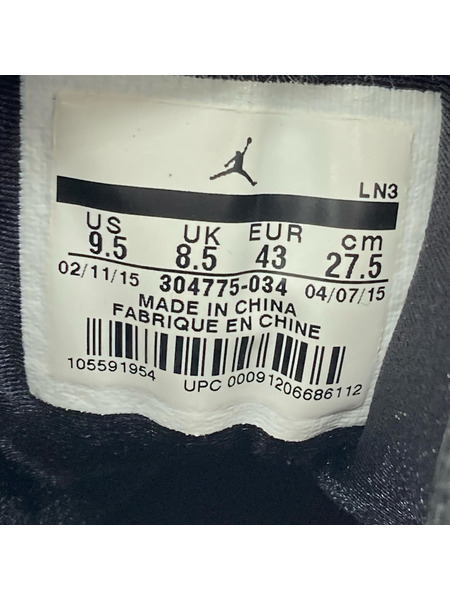 LN3
US UK EUR cm
9.5 8.5 43 27.5
02/11/15 304775-034 04/07/15
MADE IN CHINA
FABRIQUE EN CHINE
105591954 UPC 00091206686112